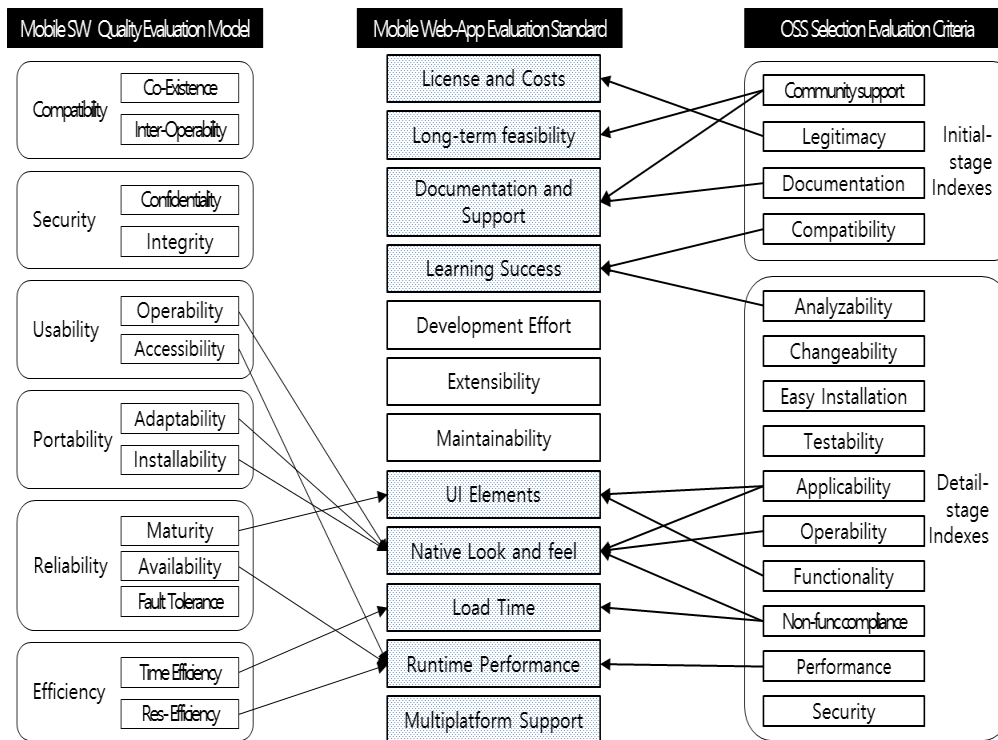 Mobile SW Quality Evaluation Model
Compatibility
Co-Existence
Inter-Operability
Security
Confidentiality
Integrity
Usability
Operability
Accessibility
Portability
Adaptability
Installability
Reliability
Maturity
Availability
Fault Tolerance
Efficiency
Time Efficiency
Res- Efficiency
Mobile Web-App Evaluation Standard
License and Costs
Long-term feasibility
Documentation and
Support
Learning Success
Development Effort
Extensibility
Maintainability
UI Elements
Native Look and feel
Load Time
Runtime Performance
Multiplatform Support
OSS Selection Evaluation Criteria
Community support
Legitimacy
Documentation
Compatibility
Initial-
stage
Indexes
Analyzability
Changeability
Easy Installation
Testability
Applicability
Operability
Functionality
Non-func compliance
Performance
Security
Detail-
stage
Indexes